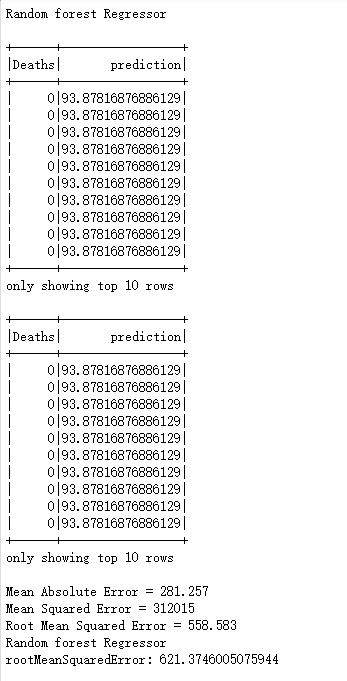 Random forest Regressor
+------+-----------------+
|Deaths|       prediction|
+------+-----------------+
|     0|93.87816876886129|
|     0|93.87816876886129|
|     0|93.87816876886129|
|     0|93.87816876886129|
|     0|93.87816876886129|
|     0|93.87816876886129|
|     0|93.87816876886129|
|     0|93.87816876886129|
|     0|93.87816876886129|
|     0|93.87816876886129|
+------+-----------------+
only showing top 10 rows
+------+-----------------+
|Deaths|       prediction|
+------+-----------------+
|     0|93.87816876886129|
|     0|93.87816876886129|
|     0|93.87816876886129|
|     0|93.87816876886129|
|     0|93.87816876886129|
|     0|93.87816876886129|
|     0|93.87816876886129|
|     0|93.87816876886129|
|     0|93.87816876886129|
|     0|93.87816876886129|
+------+-----------------+
only showing top 10 rows
Mean Absolute Error = 281.257
Mean Squared Error = 312015
Root Mean Squared Error = 558.583
Random forest Regressor
rootMeanSquaredError: 621.3746005075944